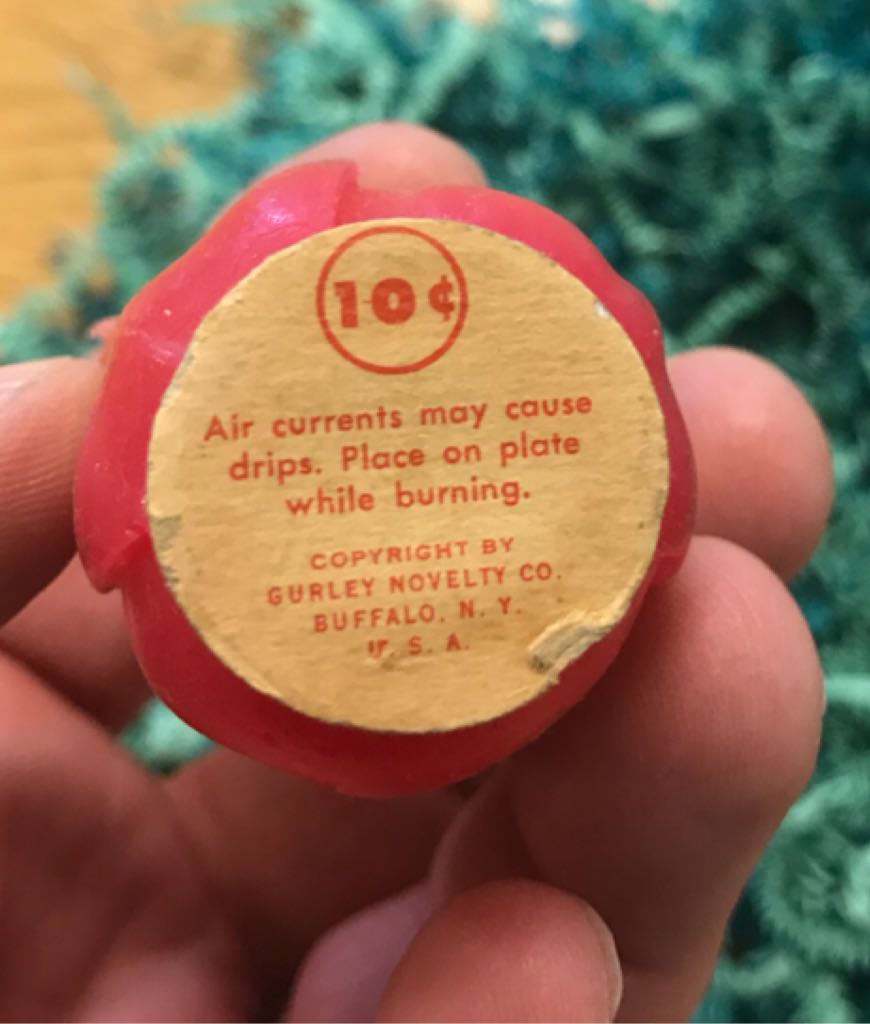 10¢
Air currents may cause
drips. Place on plate
while burning.
COPYRIGHT BY
GURLEY NOVELTY CO.
BUFFALO, N. Y.
U. S. A.